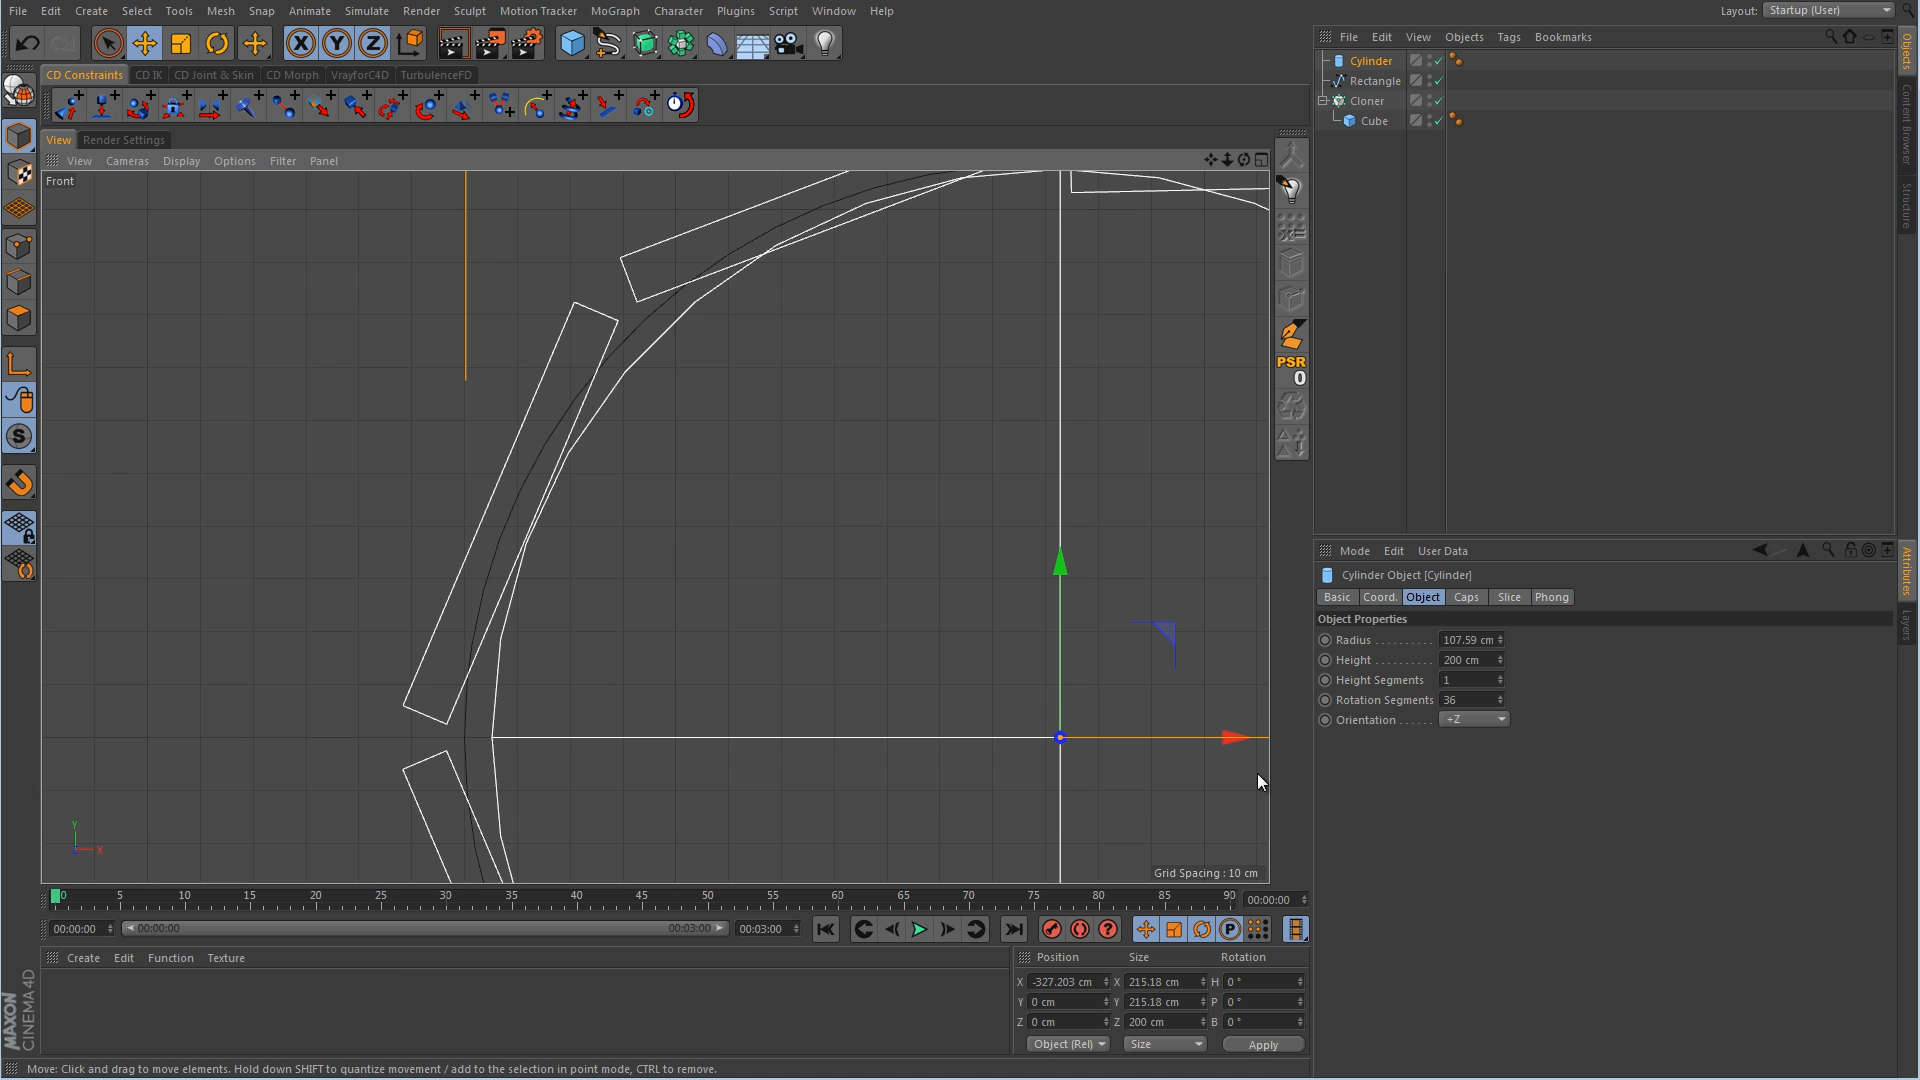 File Edit Create Select Tools Mesh Snap Animate Simulate Render Sculpt Motion Tracker MoGraph Character Plugins Script Window Help
Layout: Startup (User)
CD Constraints CD IK CD Joint & Skin CD Morph VrayforC4D TurbulenceFD
View Render Settings
View Cameras Display Options Filter Panel
Front
PSR
0
Y
X
Grid Spacing : 10 cm
0 5 10 15 20 25 30 35 40 45 50 55 60 65 70 75 80 85 90
00:00:00
00:00:00 00:00:00 00:03:00 00:03:00
Create Edit Function Texture
MAXON
CINEMA 4D
Position Size Rotation
X -327.203 cm X 215.18 cm H 0 °
Y 0 cm Y 215.18 cm P 0 °
Z 0 cm Z 200 cm B 0 °
Object (Rel) Size Apply
Move: Click and drag to move elements. Hold down SHIFT to quantize movement / add to the selection in point mode, CTRL to remove.
File Edit View Objects Tags Bookmarks
Cylinder
Rectangle
Cloner
Cube
Objects
Content Browser
Structure
Mode Edit User Data
Cylinder Object [Cylinder]
Basic Coord. Object Caps Slice Phong
Object Properties
Radius . . . . . . . . . . 107.59 cm
Height . . . . . . . . . . 200 cm
Height Segments 1
Rotation Segments 36
Orientation . . . . . . +Z
Attributes
Layers